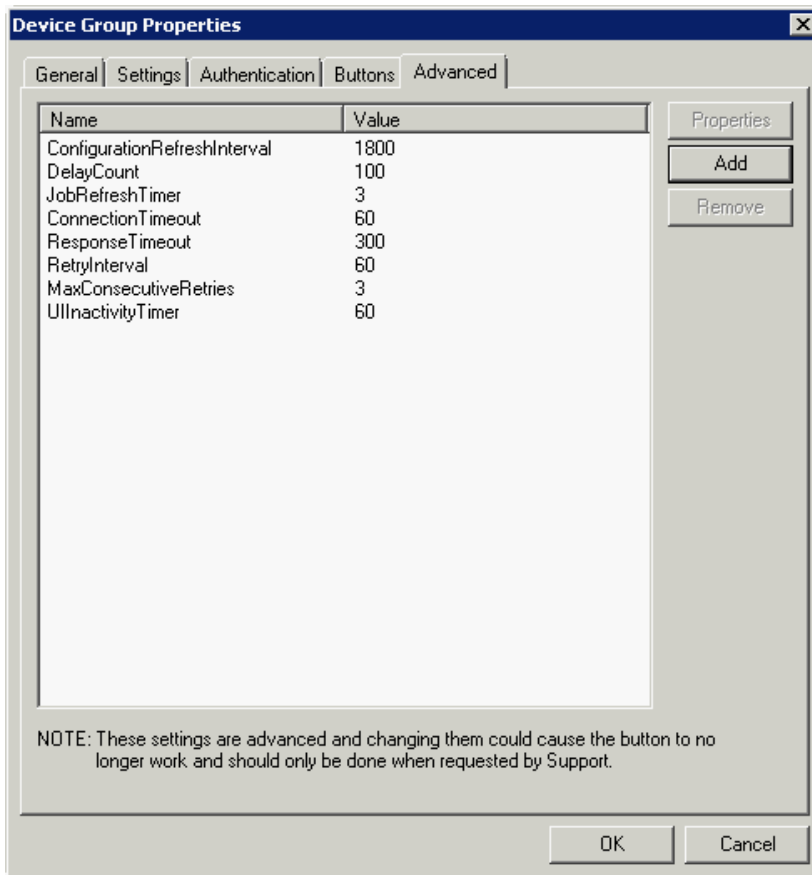 Device Group Properties
General Settings Authentication Buttons Advanced
Name Value
ConfigurationRefreshInterval 1800
DelayCount 100
JobRefreshTimer 3
ConnectionTimeout 60
ResponseTimeout 300
RetryInterval 60
MaxConsecutiveRetries 3
UIInactivityTimer 60
Properties
Add
Remove
NOTE: These settings are advanced and changing them could cause the button to no
longer work and should only be done when requested by Support.
OK Cancel